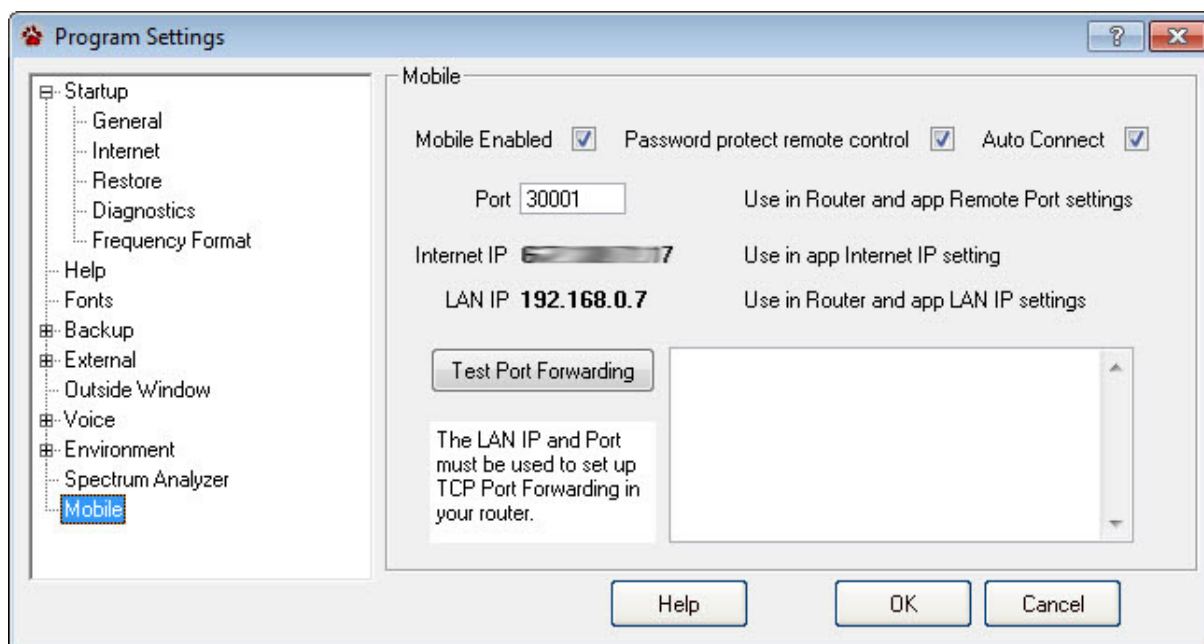 Program Settings
Startup
General
Internet
Restore
Diagnostics
Frequency Format
Help
Fonts
Backup
External
Outside Window
Voice
Environment
Spectrum Analyzer
Mobile
Mobile
Mobile Enabled Password protect remote control Auto Connect
Port 30001 Use in Router and app Remote Port settings
Internet IP Use in app Internet IP setting
LAN IP 192.168.0.7 Use in Router and app LAN IP settings
Test Port Forwarding
The LAN IP and Port
must be used to set up
TCP Port Forwarding in
your router.
Help OK Cancel